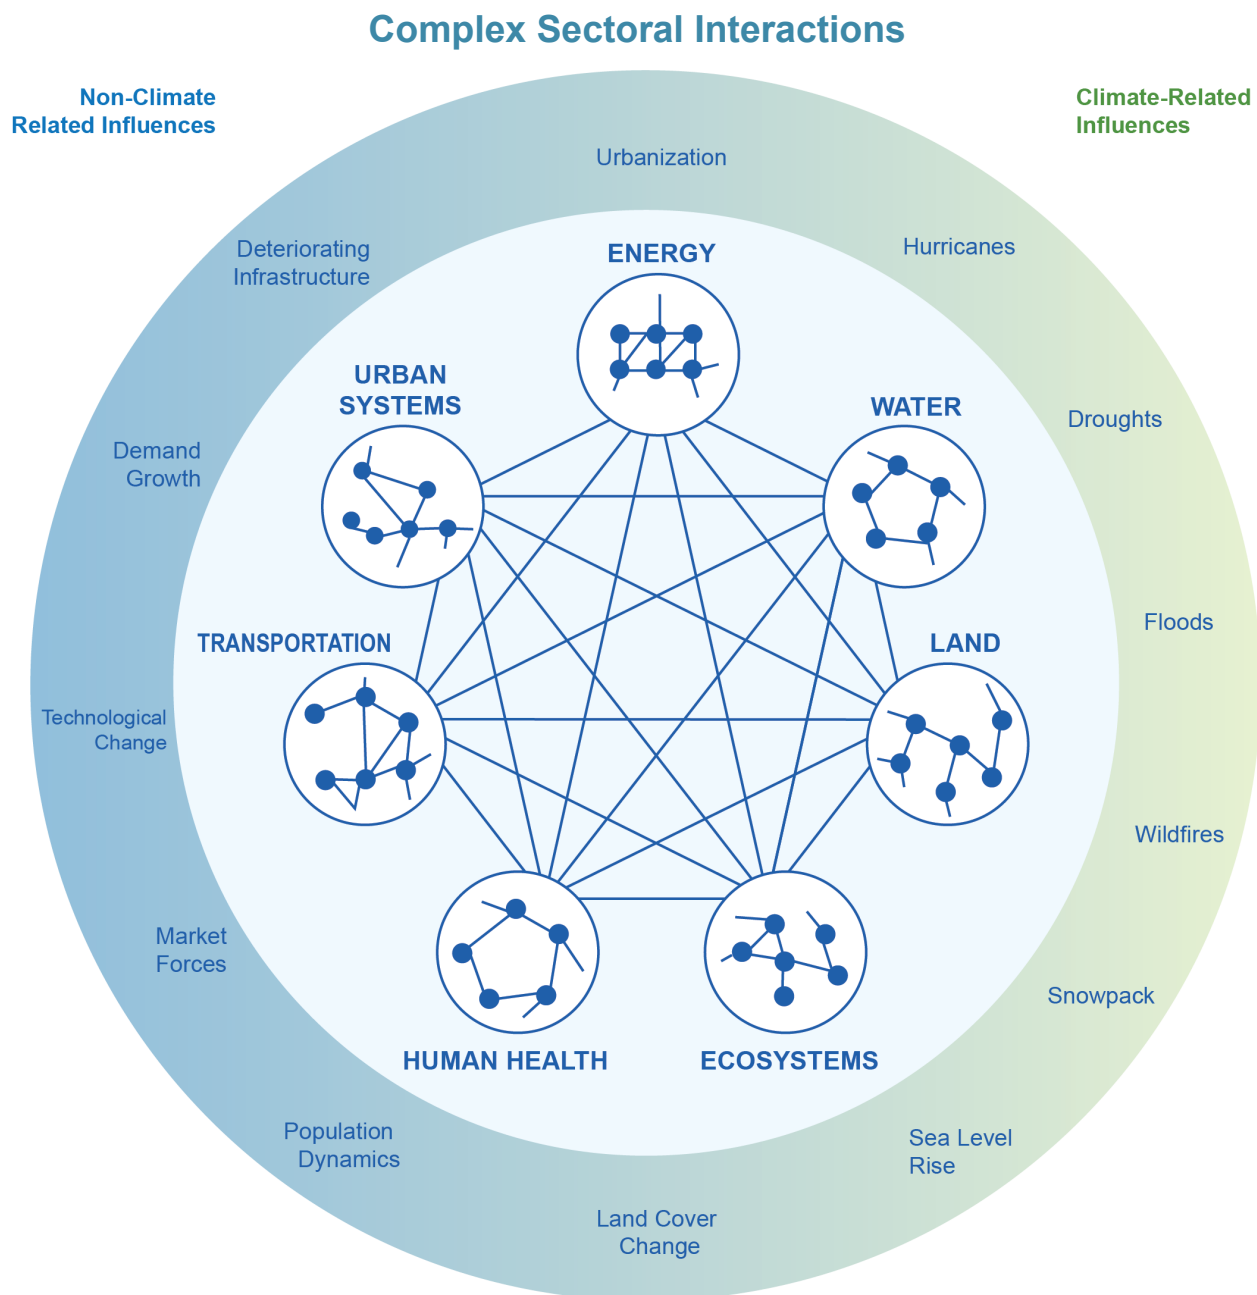 Complex Sectoral Interactions
Non-Climate
Related Influences
Climate-Related
Influences
Urbanization
Deteriorating
Infrastructure
Hurricanes
ENERGY
URBAN
SYSTEMS
WATER
Droughts
Demand
Growth
Floods
TRANSPORTATION
LAND
Technological
Change
Wildfires
Market
Forces
Snowpack
HUMAN HEALTH
ECOSYSTEMS
Population
Dynamics
Sea Level
Rise
Land Cover
Change